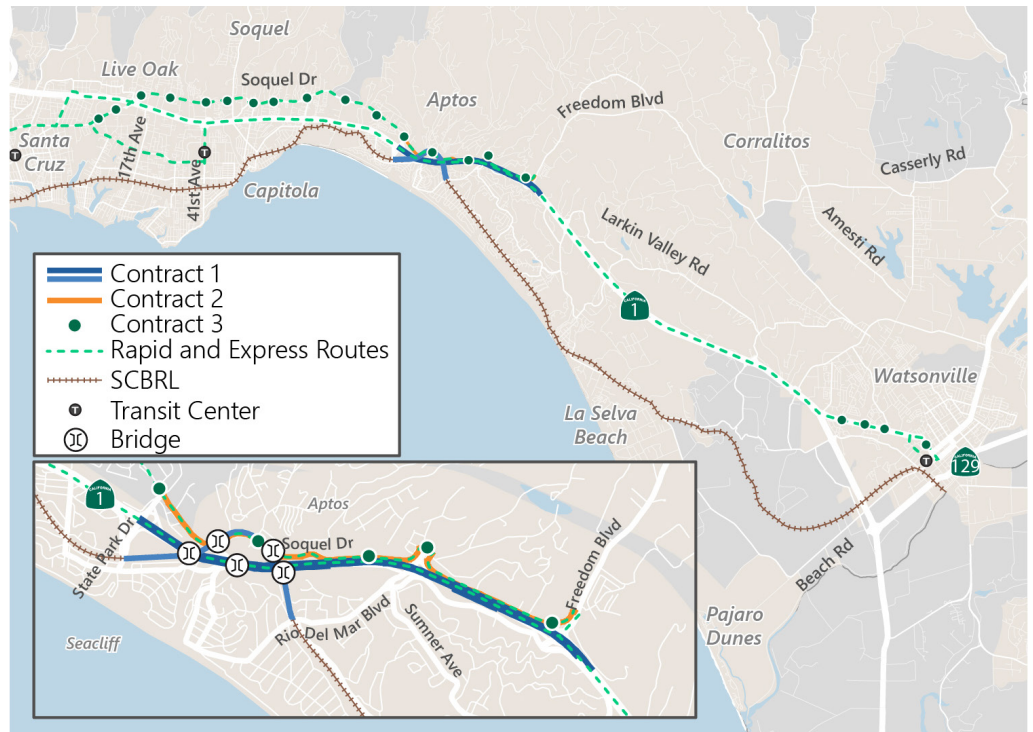 Soquel
Live Oak
Soquel Dr
Aptos
Freedom Blvd
Corralitos
Casserly Rd
Santa
Cruz
T
17th Ave
T
41st Ave
Capitola
Larkin Valley Rd
Amesti Rd
CALIFORNIA
1
Contract 1
Contract 2
Contract 3
Rapid and Express Routes
SCBRL
T
Transit Center
Bridge
La Selva
Beach
Watsonville
T
CALIFORNIA
129
Beach Rd
Pajaro
Dunes
CALIFORNIA
1
Aptos
State Park Dr
Soquel Dr
Freedom Blvd
Rio Del Mar Blvd
Sumner Ave
Seacliff